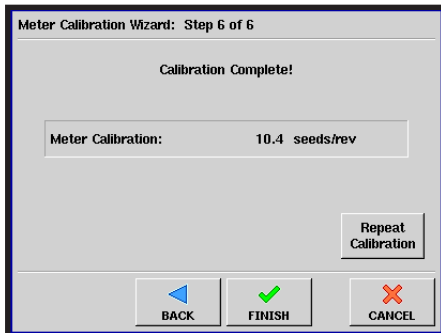 Meter Calibration Wizard: Step 6 of 6
Calibration Complete!
Meter Calibration: 10.4 seeds/rev
Repeat
Calibration
BACK FINISH CANCEL